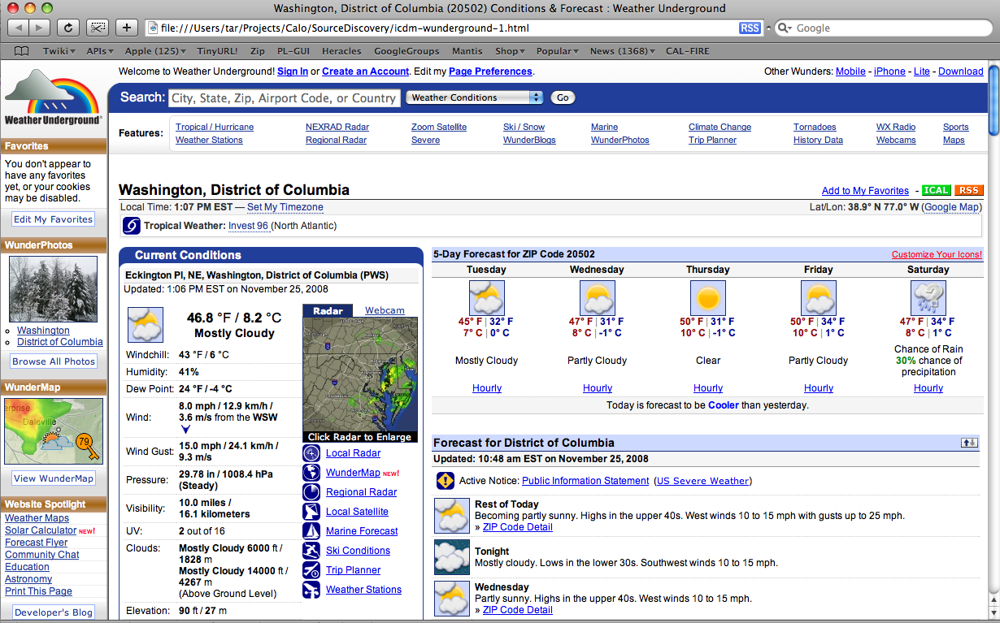 Washington, District of Columbia (20502) Conditions & Forecast : Weather Underground
file:///Users/tar/Projects/Calo/SourceDiscovery/icdm-wunderground-1.html
RSS
Google
Twiki
APIs
Apple (125)
TinyURL!
Zip
PL-GUI
Heracles
GoogleGroups
Mantis
Shop
Popular
News (1368)
CAL-FIRE
Weather Underground
Welcome to Weather Underground! Sign In or Create an Account. Edit my Page Preferences.
Other Wunders: Mobile - iPhone - Lite - Download
Search: City, State, Zip, Airport Code, or Country Weather Conditions Go
Features:
Tropical / Hurricane NEXRAD Radar Zoom Satellite Ski / Snow Marine Climate Change Tornadoes WX Radio Sports
Weather Stations Regional Radar Severe WunderBlogs WunderPhotos Trip Planner History Data Webcams Maps
Favorites
You don't appear to
have any favorites
yet, or your cookies
may be disabled.
Edit My Favorites
WunderPhotos
Washington
District of Columbia
Browse All Photos
WunderMap
erprise
Daleville
79
View WunderMap
Website Spotlight
Weather Maps
Solar Calculator NEW!
Forecast Flyer
Community Chat
Education
Astronomy
Print This Page
Developer's Blog
Washington, District of Columbia
Add to My Favorites - ICAL RSS
Local Time: 1:07 PM EST — Set My Timezone
Lat/Lon: 38.9° N 77.0° W (Google Map)
Tropical Weather: Invest 96 (North Atlantic)
Current Conditions
Eckington Pl, NE, Washington, District of Columbia (PWS)
Updated: 1:06 PM EST on November 25, 2008
46.8 °F / 8.2 °C
Mostly Cloudy
Windchill: 43 °F / 6 °C
Humidity: 41%
Dew Point: 24 °F / -4 °C
Wind: 8.0 mph / 12.9 km/h /
3.6 m/s from the WSW
Wind Gust: 15.0 mph / 24.1 km/h /
9.3 m/s
Pressure: 29.78 in / 1008.4 hPa
(Steady)
Visibility: 10.0 miles /
16.1 kilometers
UV: 2 out of 16
Clouds: Mostly Cloudy 6000 ft /
1828 m
Mostly Cloudy 14000 ft /
4267 m
(Above Ground Level)
Elevation: 90 ft / 27 m
Radar Webcam
Click Radar to Enlarge
Local Radar
WunderMap NEW!
Regional Radar
Local Satellite
Marine Forecast
Ski Conditions
Trip Planner
Weather Stations
5-Day Forecast for ZIP Code 20502
Customize Your Icons!
Tuesday Wednesday Thursday Friday Saturday
45° F | 32° F 47° F | 31° F 50° F | 31° F 50° F | 34° F 47° F | 34° F
7° C | 0° C 8° C | -1° C 10° C | -1° C 10° C | 1° C 8° C | 1° C
Mostly Cloudy Partly Cloudy Clear Partly Cloudy Chance of Rain
30% chance of
precipitation
Hourly Hourly Hourly Hourly Hourly
Today is forecast to be Cooler than yesterday.
Forecast for District of Columbia
Updated: 10:48 am EST on November 25, 2008
Active Notice: Public Information Statement (US Severe Weather)
Rest of Today
Becoming partly sunny. Highs in the upper 40s. West winds 10 to 15 mph with gusts up to 25 mph.
» ZIP Code Detail
Tonight
Mostly cloudy. Lows in the lower 30s. Southwest winds 10 to 15 mph.
Wednesday
Partly sunny. Highs in the upper 40s. West winds 10 to 15 mph.
» ZIP Code Detail